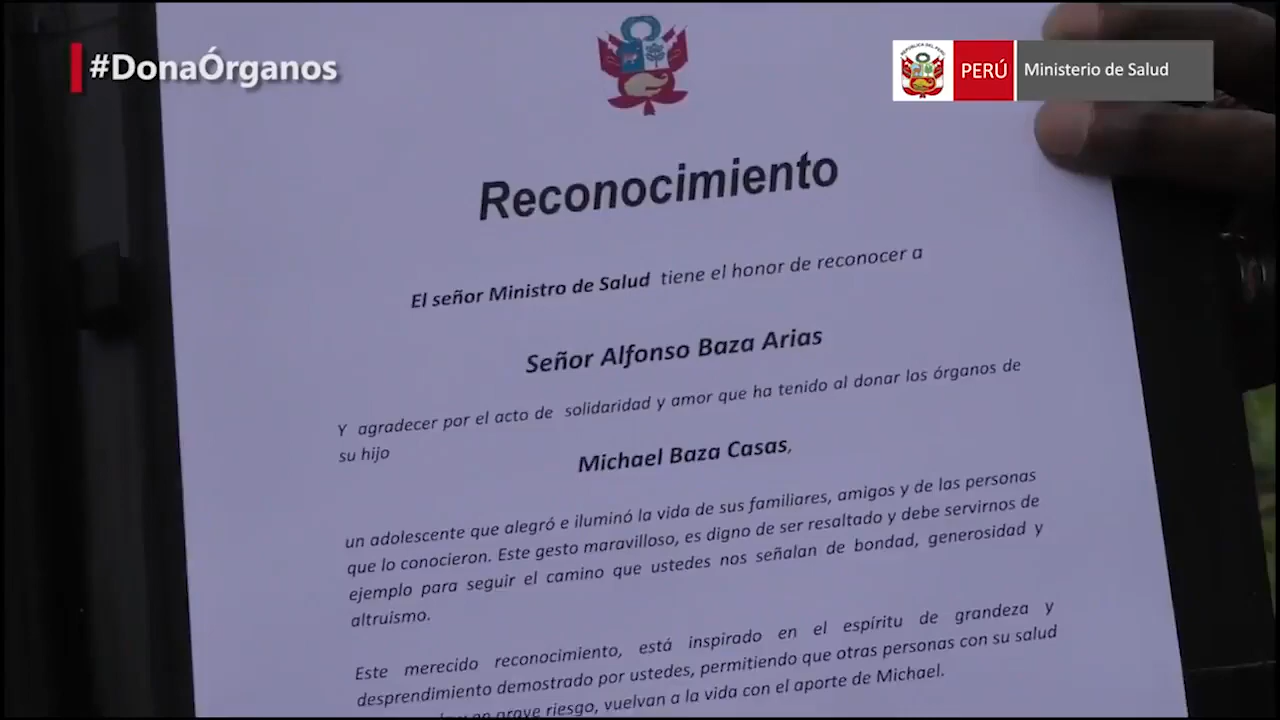 #DonaÓrganos
PERÚ Ministerio de Salud
Reconocimiento
El señor Ministro de Salud tiene el honor de reconocer a
Señor Alfonso Baza Arias
Y agradecer por el acto de solidaridad y amor que ha tenido al donar los órganos de
su hijo
Michael Baza Casas,
un adolescente que alegró e iluminó la vida de sus familiares, amigos y de las personas
que lo conocieron. Este gesto maravilloso, es digno de ser resaltado y debe servirnos de
ejemplo para seguir el camino que ustedes nos señalan de bondad, generosidad y
altruismo.
Este merecido reconocimiento, está inspirado en el espíritu de grandeza y
desprendimiento demostrado por ustedes, permitiendo que otras personas con su salud
en grave riesgo, vuelvan a la vida con el aporte de Michael.